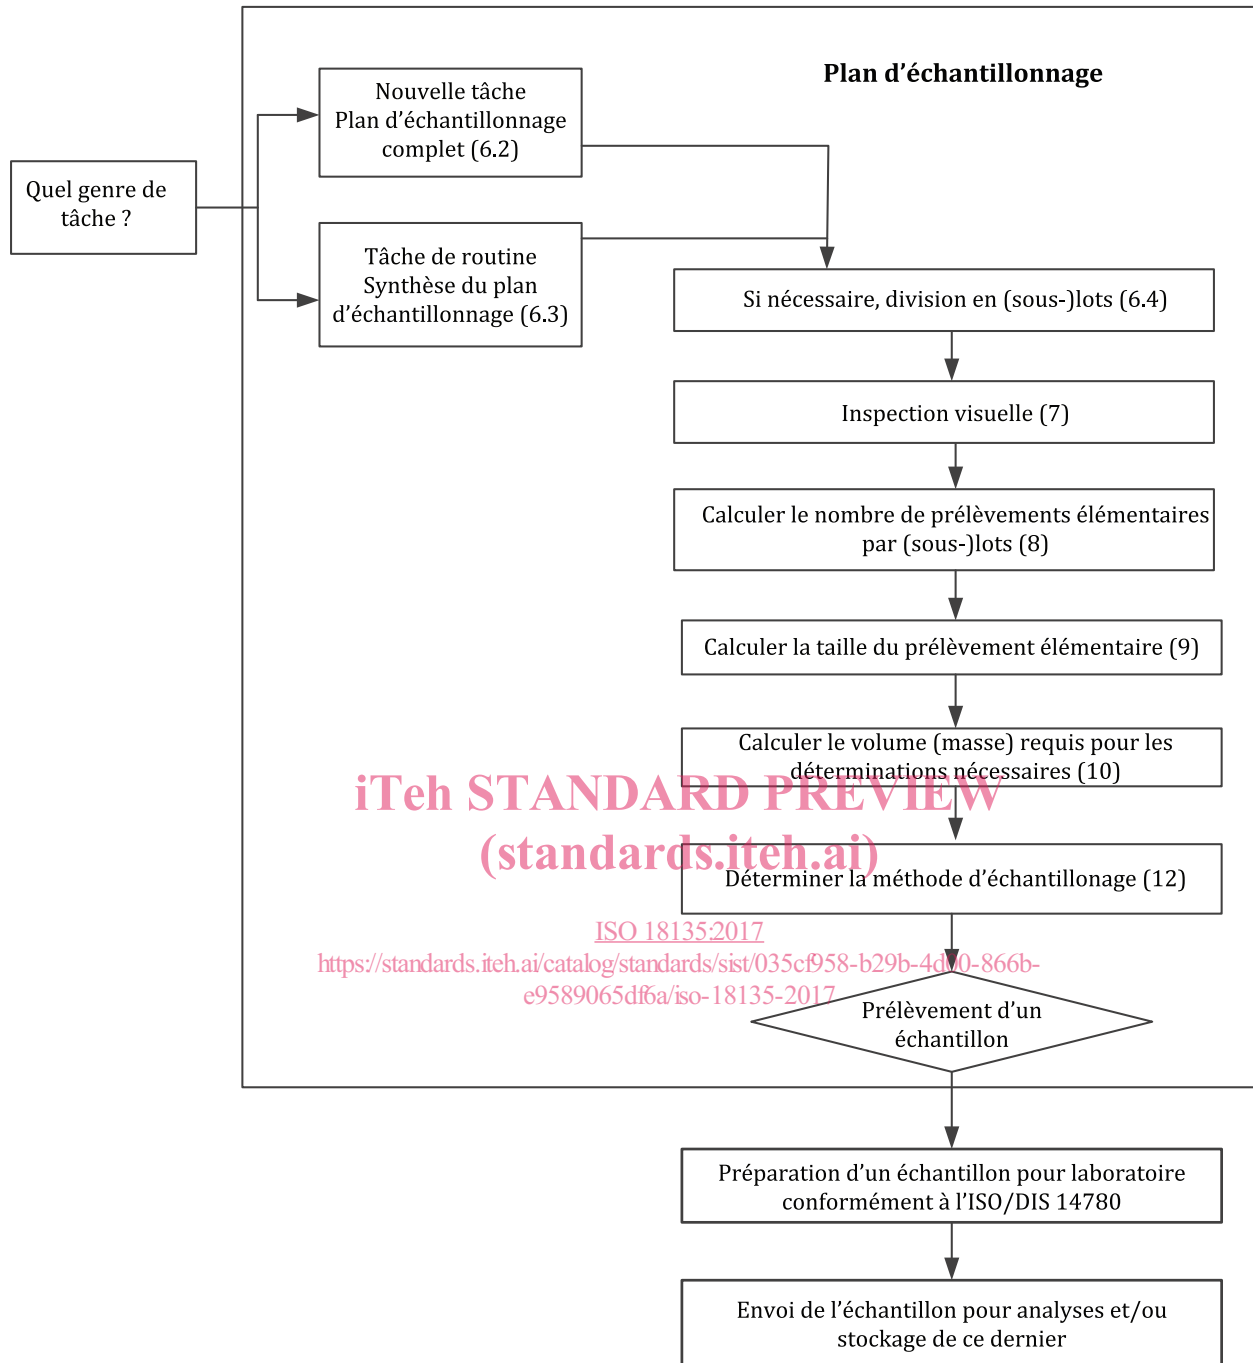 Plan d’échantillonnage
Nouvelle tâche
Plan d’échantillonnage
complet (6.2)
Quel genre de
tâche ?
Tâche de routine
Synthèse du plan
d’échantillonnage (6.3)
Si nécessaire, division en (sous-)lots (6.4)
Inspection visuelle (7)
Calculer le nombre de prélèvements élémentaires
par (sous-)lots (8)
Calculer la taille du prélèvement élémentaire (9)
Calculer le volume (masse) requis pour les
déterminations nécessaires (10)
iTeh STANDARD PREVIEW
(standards.iteh.ai)
Déterminer la méthode d’échantillonage (12)
ISO 18135:2017
https://standards.iteh.ai/catalog/standards/sist/035cf958-b29b-4d00-866b-
e9589065df6a/iso-18135-2017
Prélèvement d’un
échantillon
Préparation d’un échantillon pour laboratoire
conformément à l’ISO/DIS 14780
Envoi de l’échantillon pour analyses et/ou
stockage de ce dernier